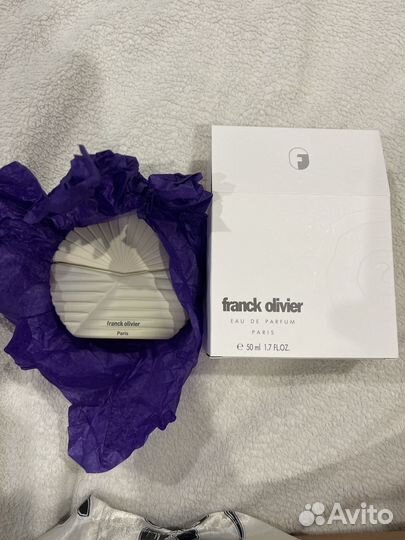 franck olivier
Paris
F
franck olivier
EAU DE PARFUM
PARIS
℮ 50 ml 1.7 FL.OZ.
Avito